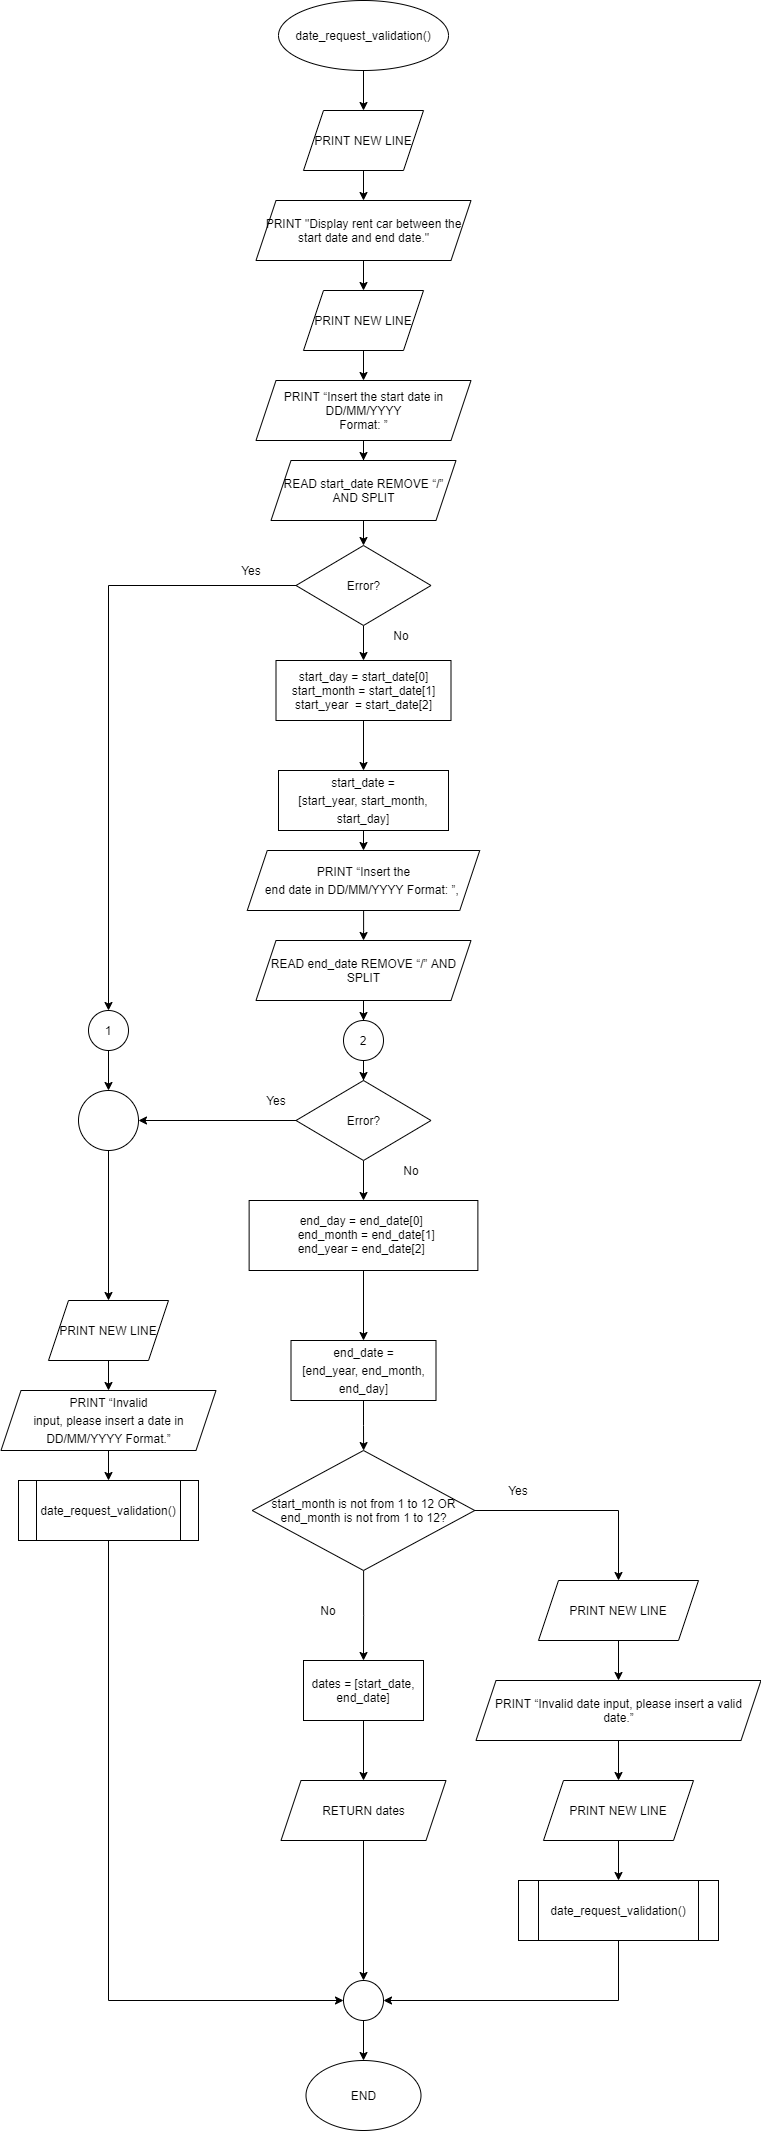 date_request_validation()
PRINT NEW LINE
PRINT "Display rent car between the
start date and end date."
PRINT NEW LINE
PRINT “Insert the start date in
DD/MM/YYYY
Format: ”
READ start_date REMOVE “/”
AND SPLIT
Yes
Error?
No
start_day = start_date[0]
start_month = start_date[1]
start_year  = start_date[2]
start_date =
[start_year, start_month,
start_day]
PRINT “Insert the
end date in DD/MM/YYYY Format: ”,
READ end_date REMOVE “/” AND
SPLIT
1
2
Yes
Error?
No
end_day = end_date[0]
end_month = end_date[1]
end_year = end_date[2]
PRINT NEW LINE
end_date =
[end_year, end_month,
end_day]
PRINT “Invalid
input, please insert a date in
DD/MM/YYYY Format.”
date_request_validation()
start_month is not from 1 to 12 OR
end_month is not from 1 to 12?
Yes
No
PRINT NEW LINE
dates = [start_date,
end_date]
PRINT “Invalid date input, please insert a valid
date.”
RETURN dates
PRINT NEW LINE
date_request_validation()
END